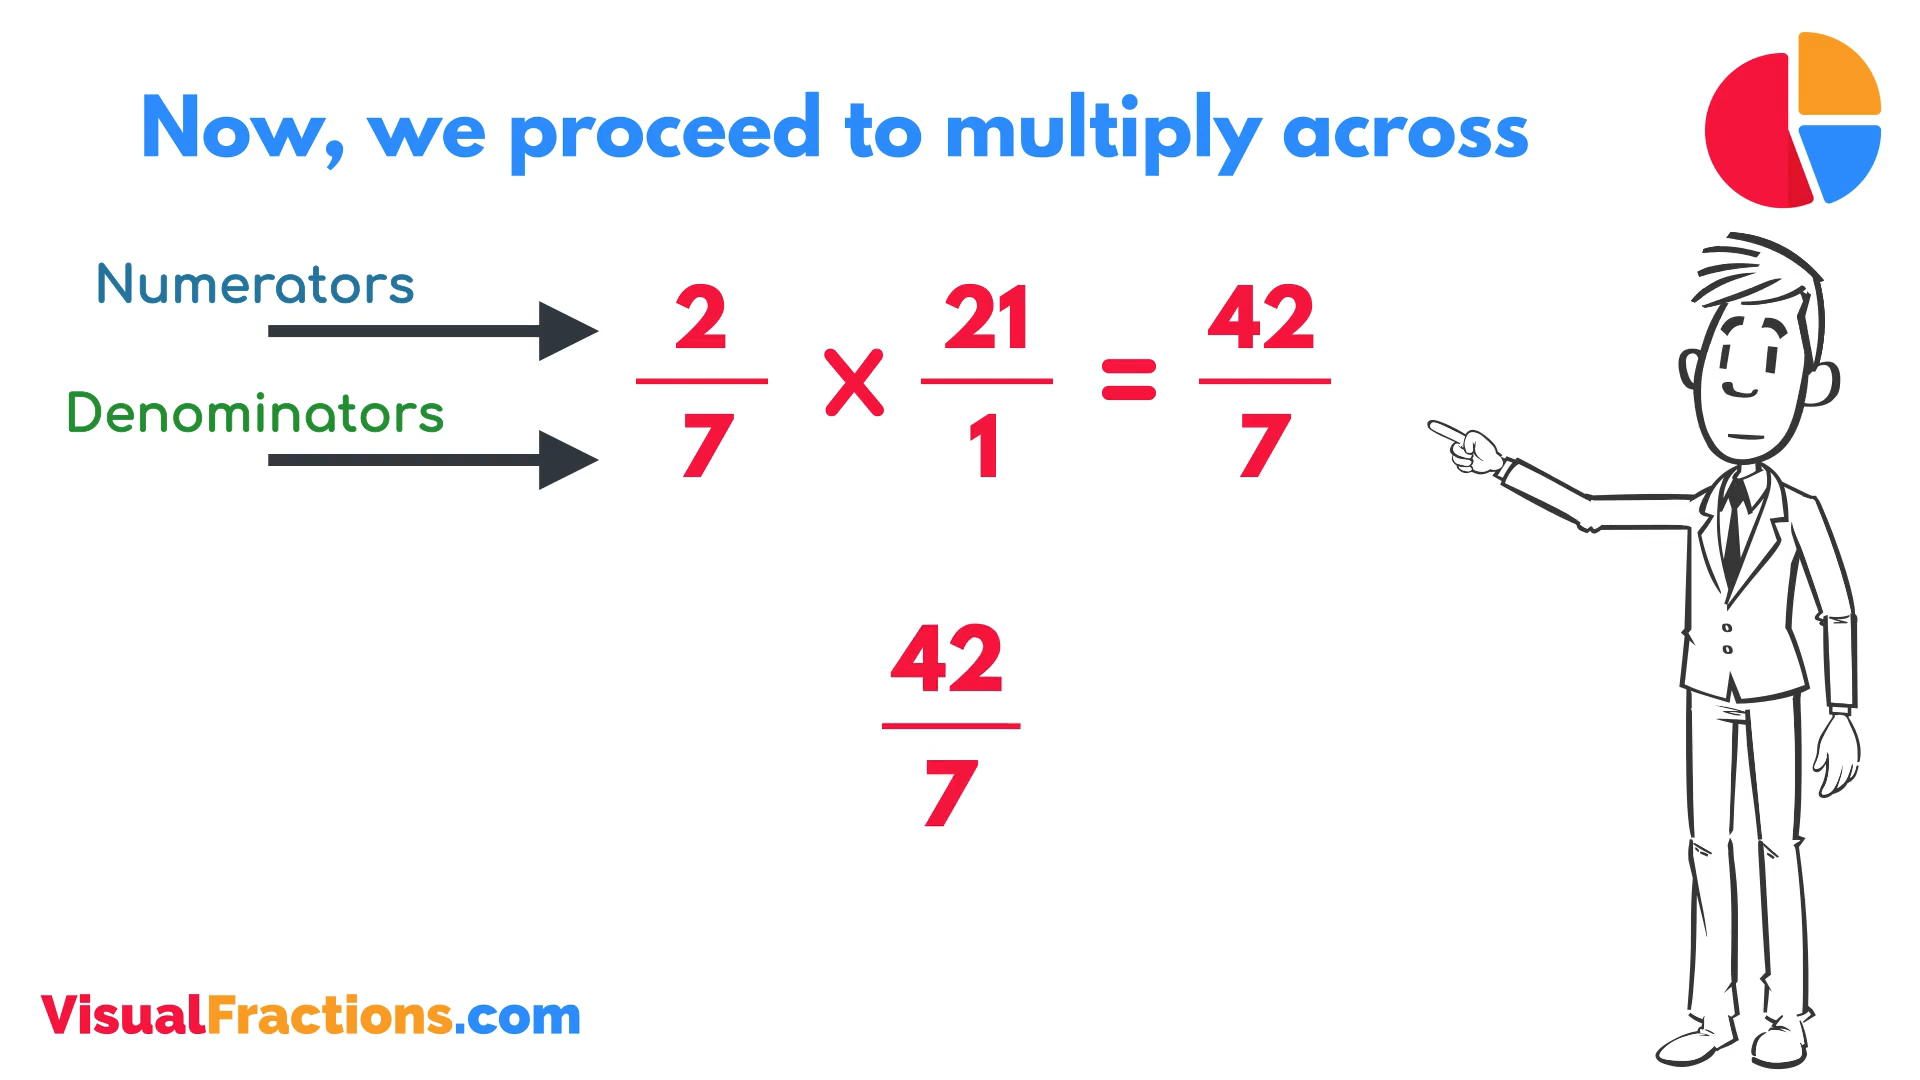 Now, we proceed to multiply across
Numerators
Denominators
2 21 42
x =
7 1 7
42
7
VisualFractions.com